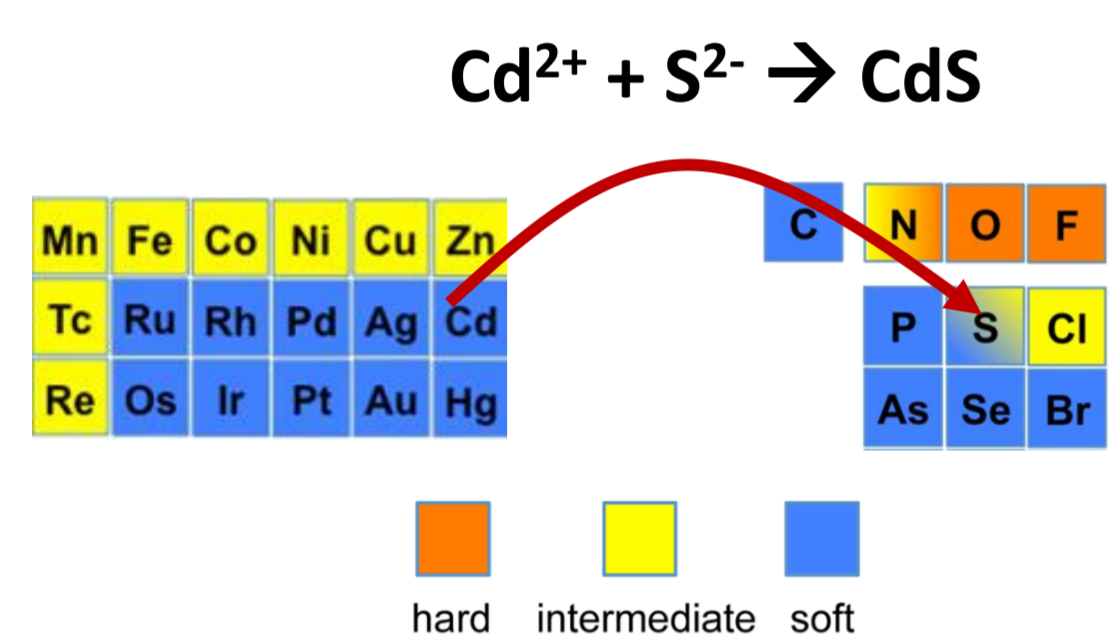 Cd²⁺ + S²⁻ → CdS
C N O F
Mn Fe Co Ni Cu Zn
Tc Ru Rh Pd Ag Cd
P S Cl
Re Os Ir Pt Au Hg
As Se Br
hard intermediate soft